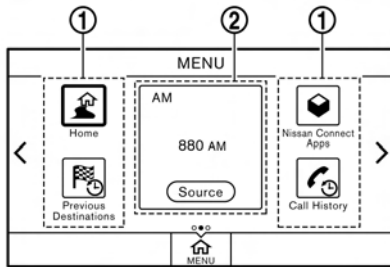 1 2 1
MENU
Home
Previous
Destinations
AM
880 AM
Source
Nissan Connect
Apps
Call History
MENU